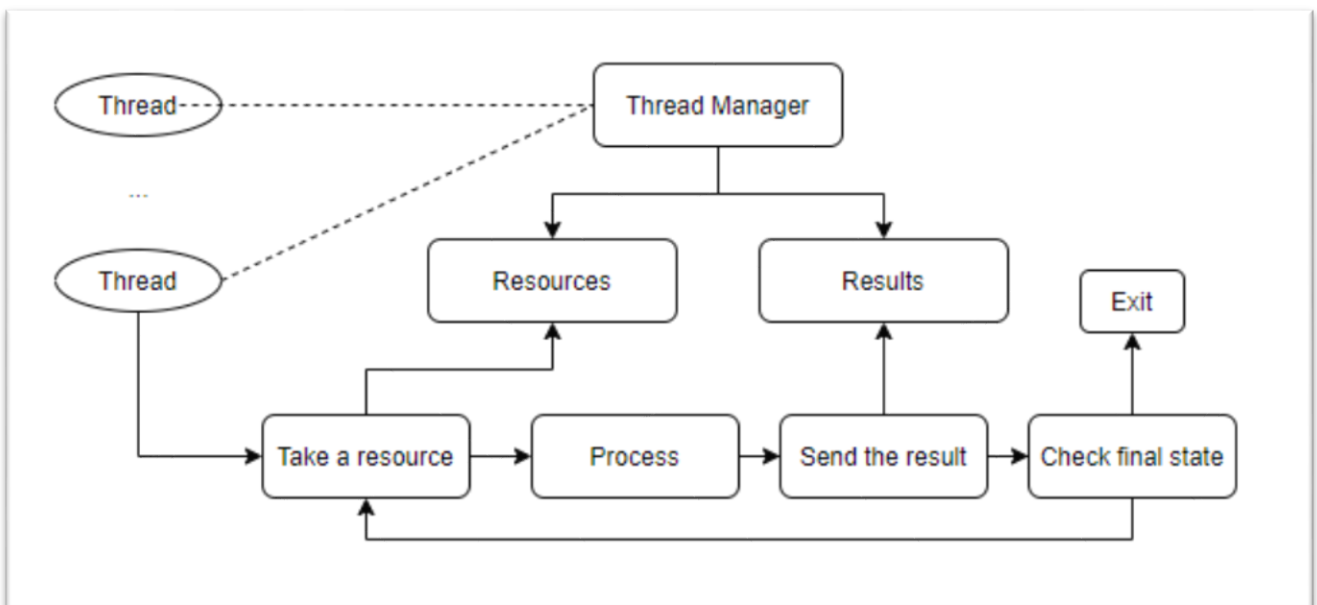 Thread
Thread Manager
...
Thread
Resources
Results
Exit
Take a resource
Process
Send the result
Check final state